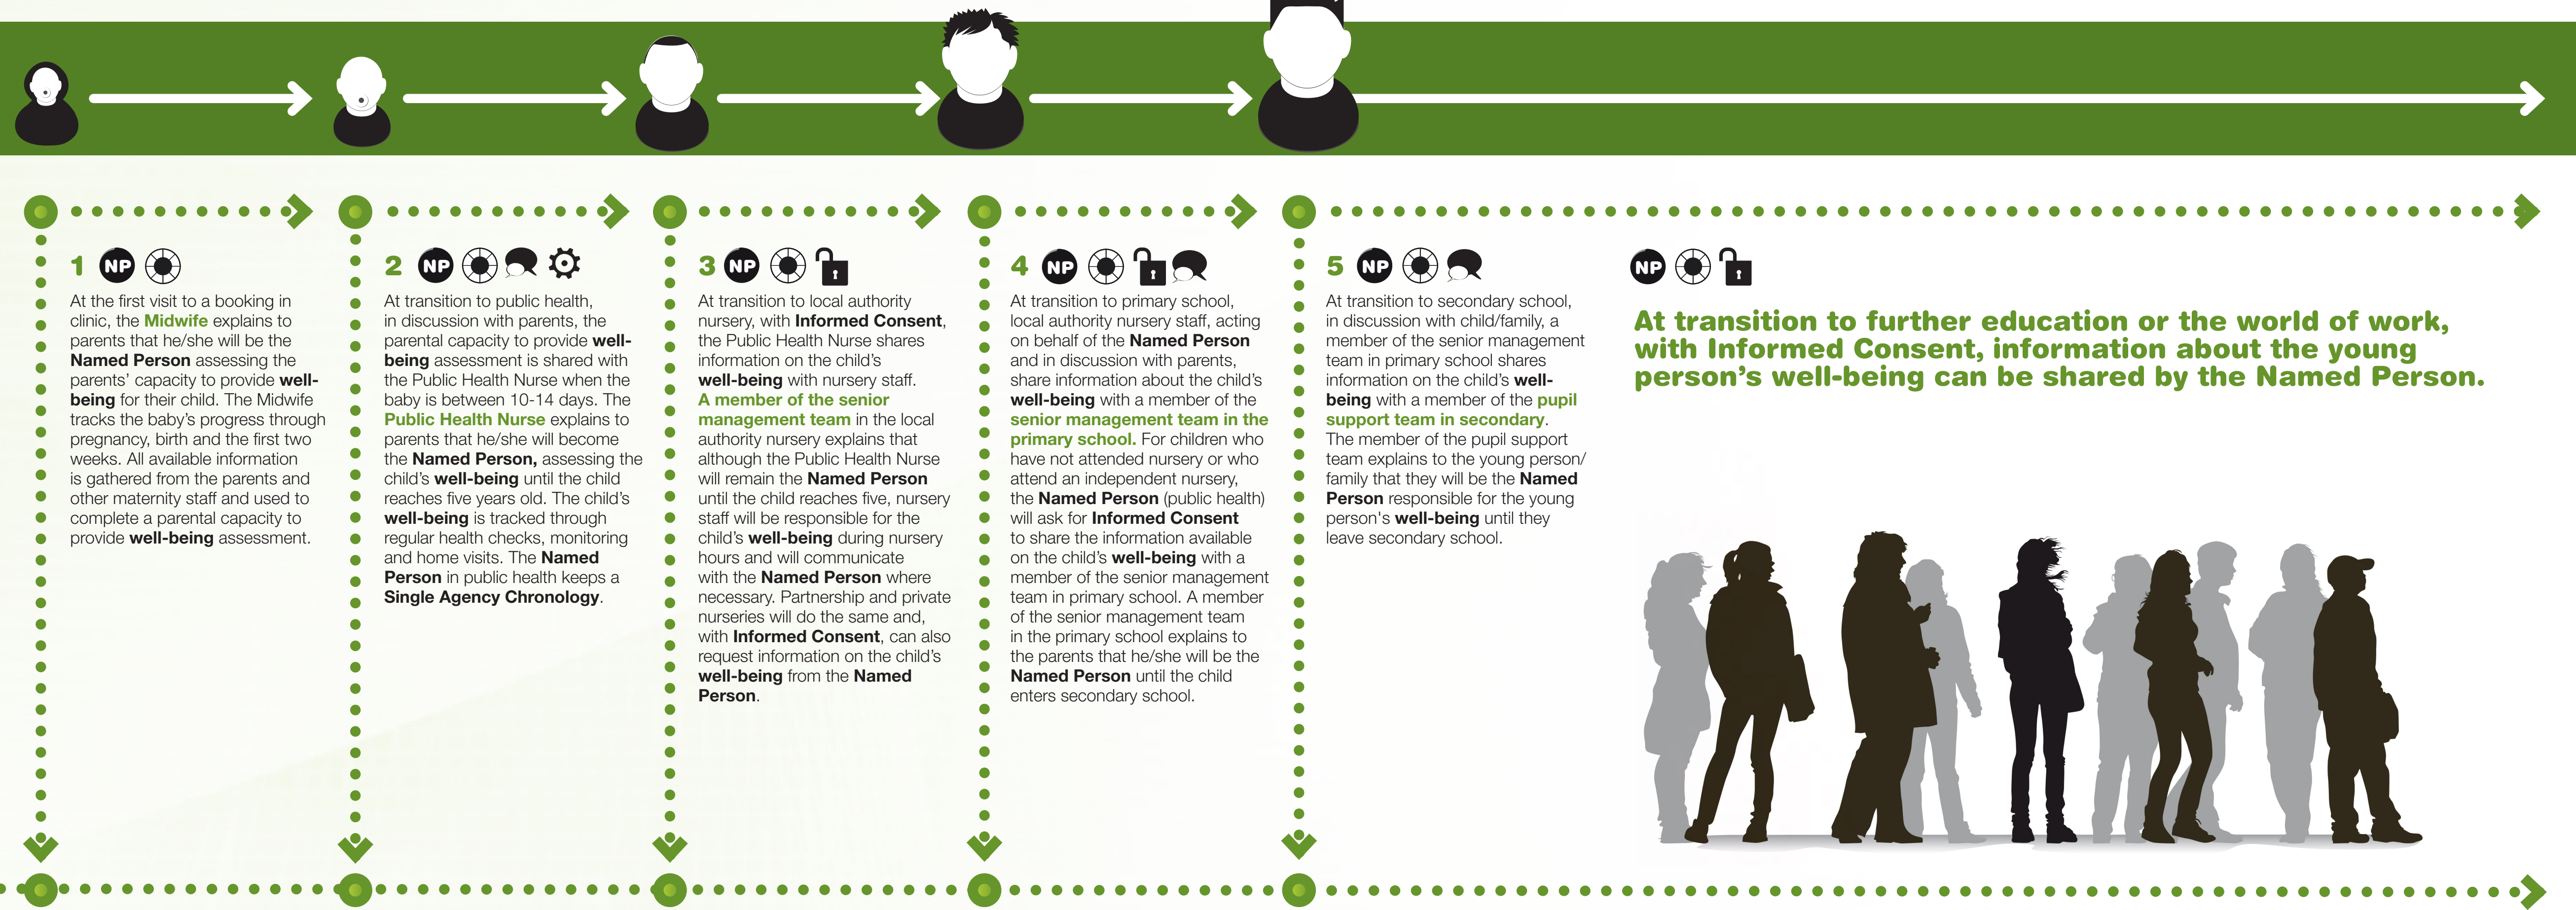 1 NP
At the first visit to a booking in
clinic, the Midwife explains to
parents that he/she will be the
Named Person assessing the
parents’ capacity to provide well-
being for their child. The Midwife
tracks the baby’s progress through
pregnancy, birth and the first two
weeks. All available information
is gathered from the parents and
other maternity staff and used to
complete a parental capacity to
provide well-being assessment.
2 NP
At transition to public health,
in discussion with parents, the
parental capacity to provide well-
being assessment is shared with
the Public Health Nurse when the
baby is between 10-14 days. The
Public Health Nurse explains to
parents that he/she will become
the Named Person, assessing the
child’s well-being until the child
reaches five years old. The child’s
well-being is tracked through
regular health checks, monitoring
and home visits. The Named
Person in public health keeps a
Single Agency Chronology.
3 NP
At transition to local authority
nursery, with Informed Consent,
the Public Health Nurse shares
information on the child’s
well-being with nursery staff.
A member of the senior
management team in the local
authority nursery explains that
although the Public Health Nurse
will remain the Named Person
until the child reaches five, nursery
staff will be responsible for the
child’s well-being during nursery
hours and will communicate
with the Named Person where
necessary. Partnership and private
nurseries will do the same and,
with Informed Consent, can also
request information on the child’s
well-being from the Named
Person.
4 NP
At transition to primary school,
local authority nursery staff, acting
on behalf of the Named Person
and in discussion with parents,
share information about the child’s
well-being with a member of the
senior management team in the
primary school. For children who
have not attended nursery or who
attend an independent nursery,
the Named Person (public health)
will ask for Informed Consent
to share the information available
on the child’s well-being with a
member of the senior management
team in primary school. A member
of the senior management team
in the primary school explains to
the parents that he/she will be the
Named Person until the child
enters secondary school.
5 NP
At transition to secondary school,
in discussion with child/family, a
member of the senior management
team in primary school shares
information on the child’s well-
being with a member of the pupil
support team in secondary.
The member of the pupil support
team explains to the young person/
family that they will be the Named
Person responsible for the young
person's well-being until they
leave secondary school.
NP
At transition to further education or the world of work,
with Informed Consent, information about the young
person’s well-being can be shared by the Named Person.